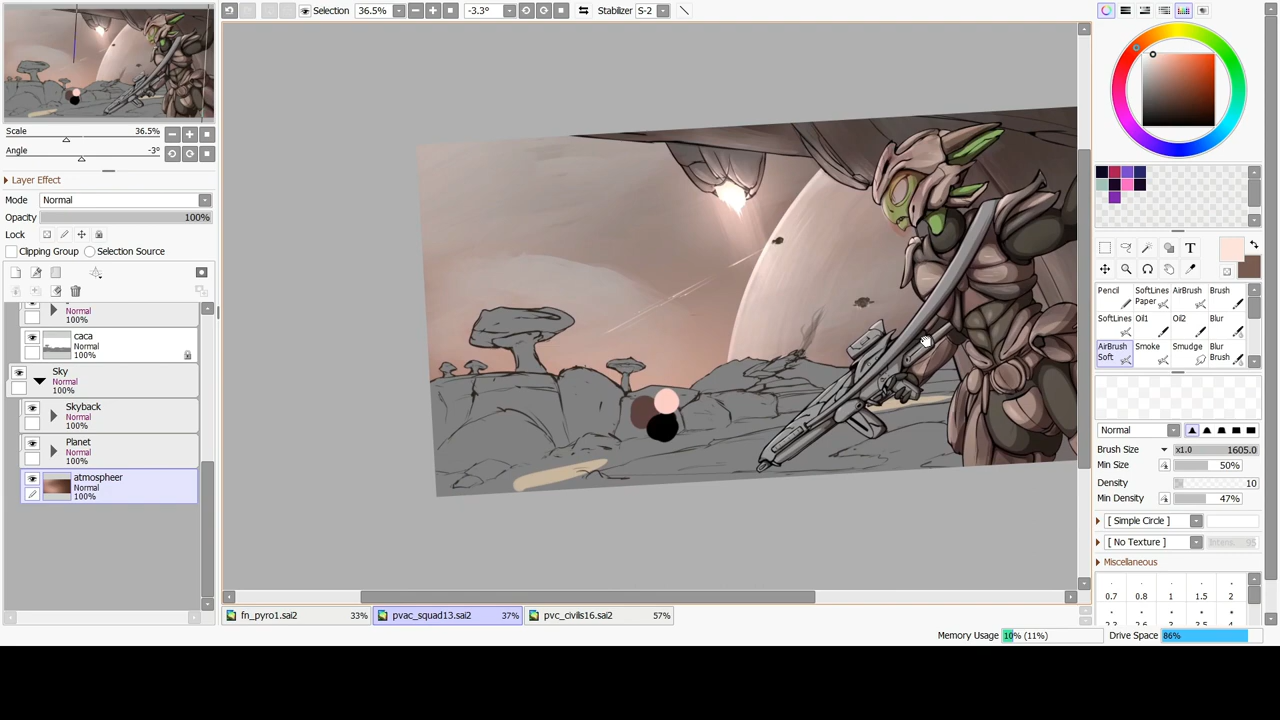 Selection 36.5% -3.3° Stabilizer S-2
Scale 36.5%
Angle -3°
Layer Effect
Mode Normal
Opacity 100%
Lock
Clipping Group Selection Source
Normal
100%
caca
Normal
100%
Sky
Normal
100%
Skyback
Normal
100%
Planet
Normal
100%
atmospheer
Normal
100%
T
Pencil SoftLines Paper AirBrush Brush
SoftLines Oil1 Oil2 Blur
AirBrush Soft Smoke Smudge Blur Brush
Normal
Brush Size x1.0 1605.0
Min Size 50%
Density 10
Min Density 47%
[ Simple Circle ]
[ No Texture ] 95
Miscellaneous
0.7 0.8 1 1.5 2
fn_pyro1.sai2 33% pvac_squad13.sai2 37% pvc_civilis16.sai2 57%
Memory Usage 10% (11%) Drive Space 86%